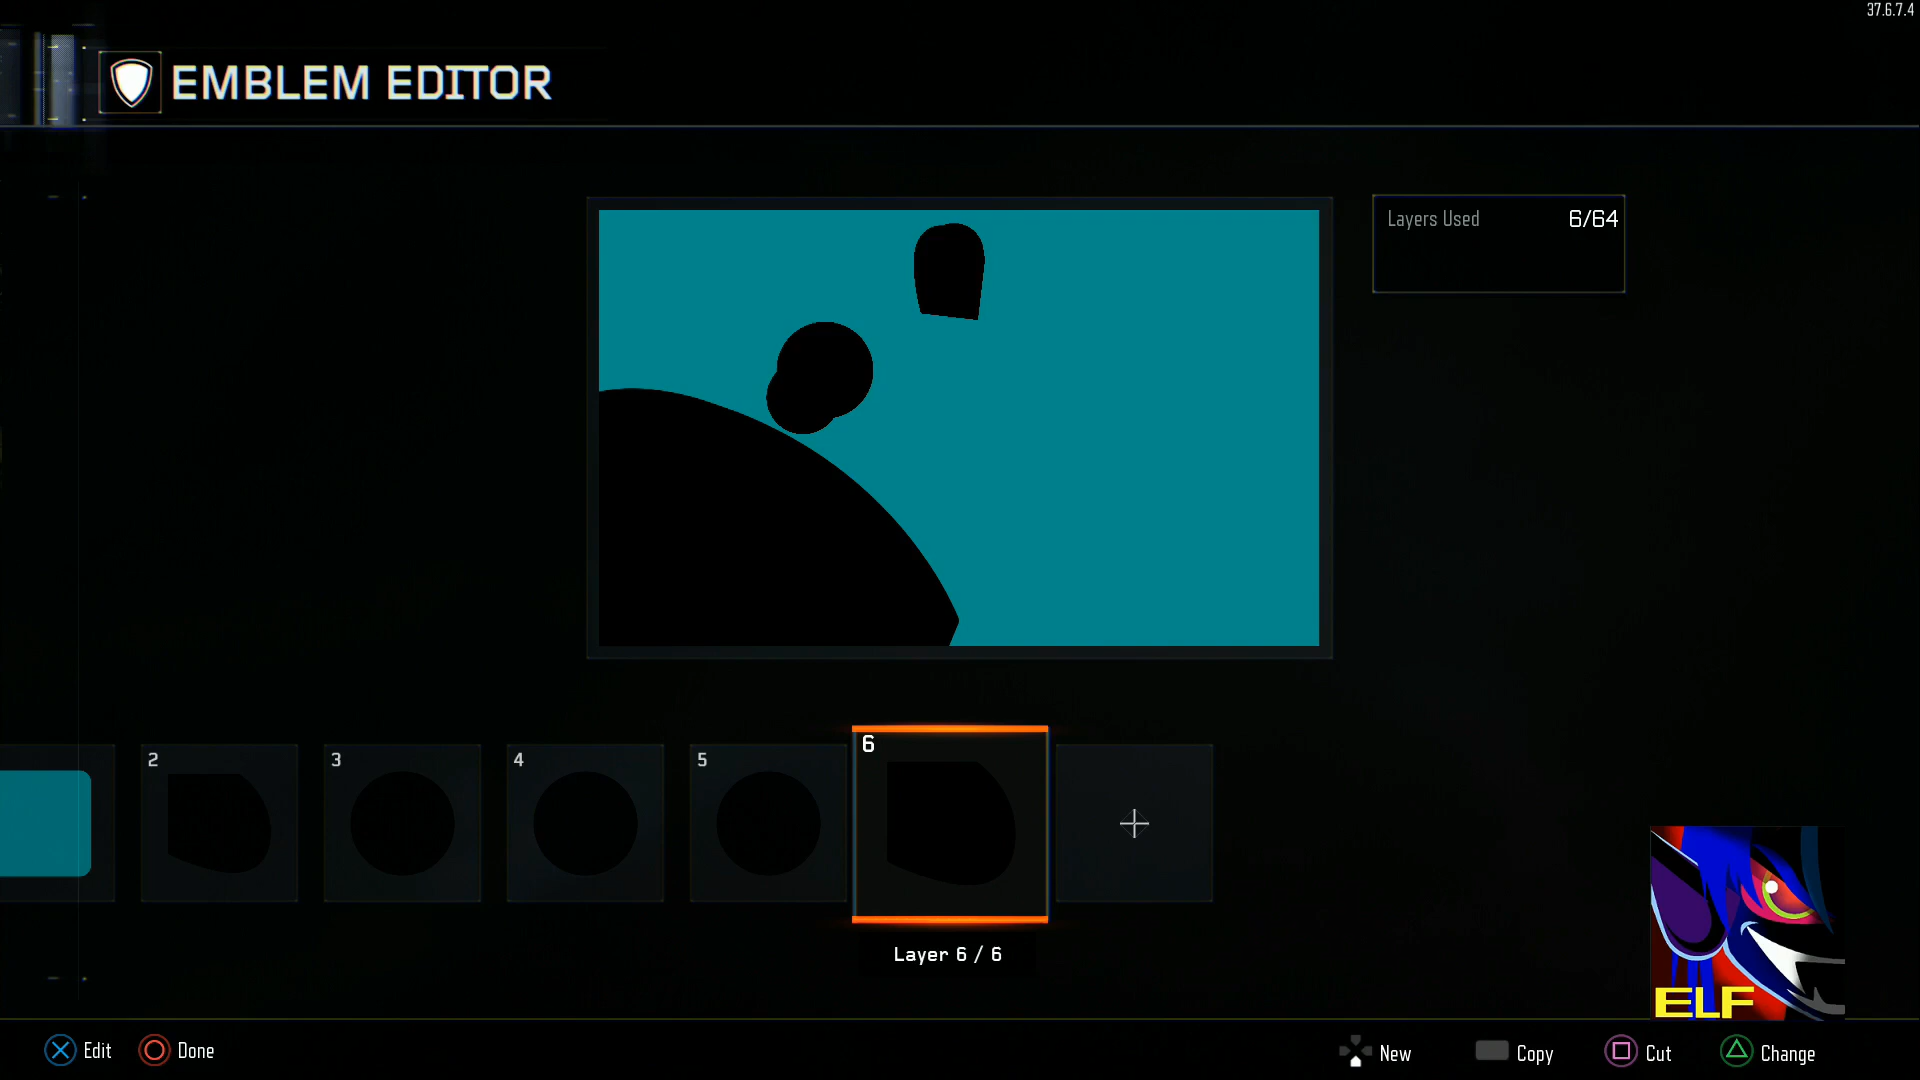 37.6.7.4
EMBLEM EDITOR
Layers Used 6/64
2 3 4 5 6
Layer 6 / 6
ELF
Edit Done New Copy Cut Change